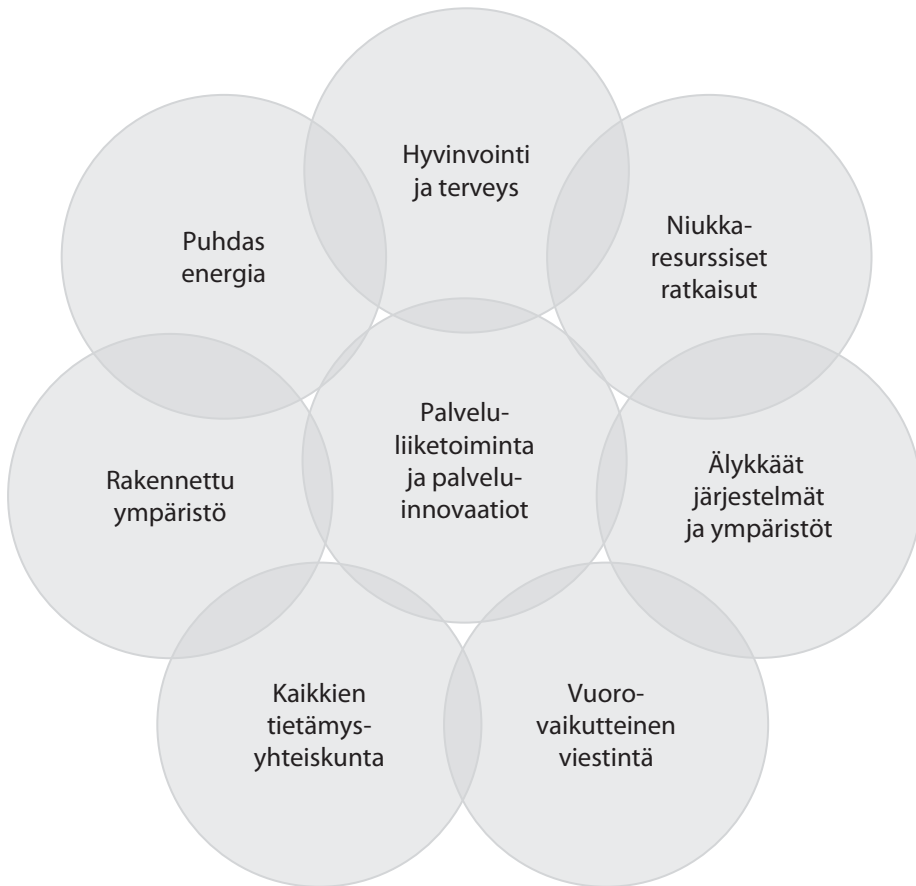 Hyvinvointi
ja terveys
Puhdas
energia
Niukka-
resurssiset
ratkaisut
Palvelu-
liiketoiminta
ja palvelu-
innovaatiot
Rakennettu
ympäristö
Älykkäät
järjestelmät
ja ympäristöt
Kaikkien
tietämys-
yhteiskunta
Vuoro-
vaikutteinen
viestintä